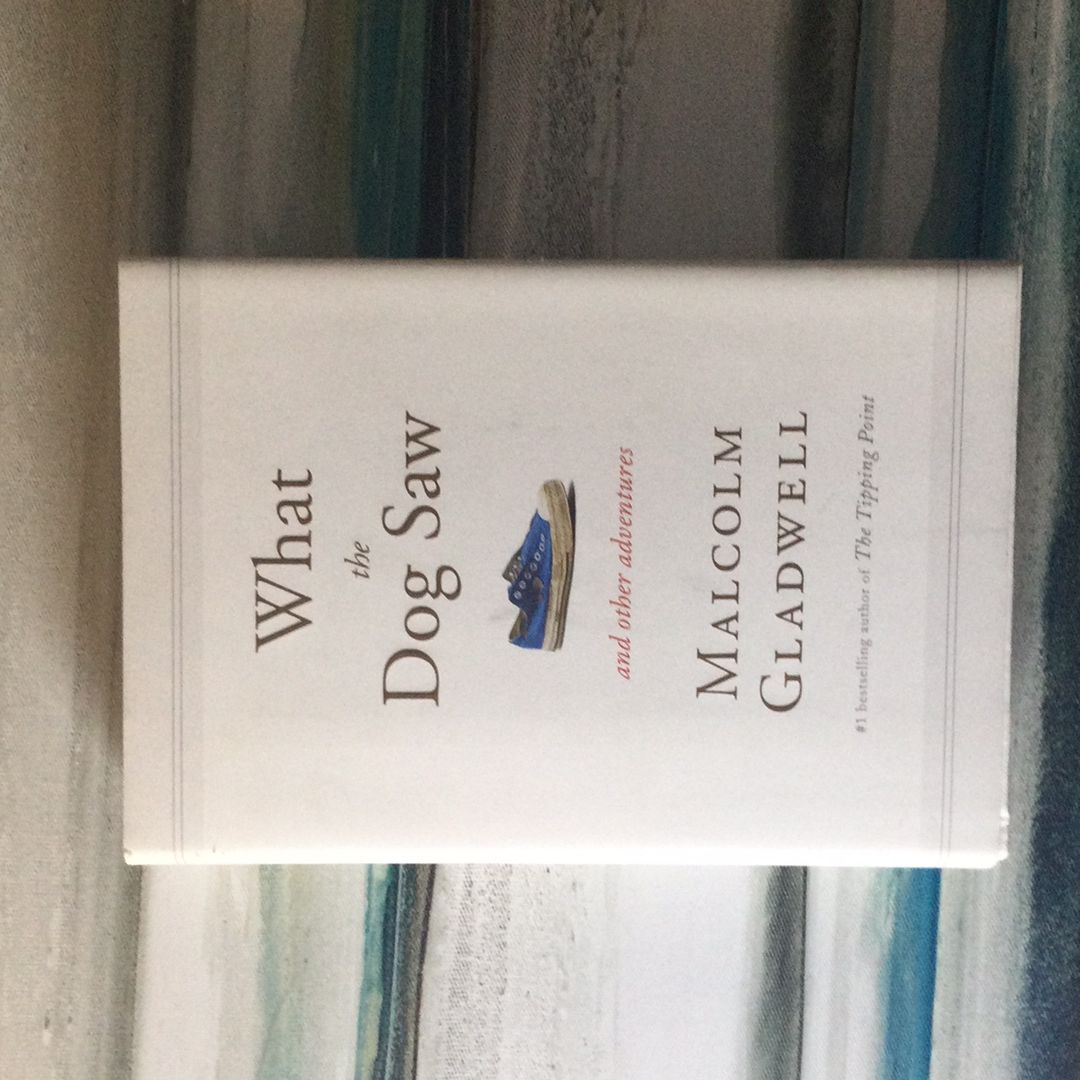 What
the
Dog Saw
and other adventures
MALCOLM
GLADWELL
#1 bestselling author of The Tipping Point